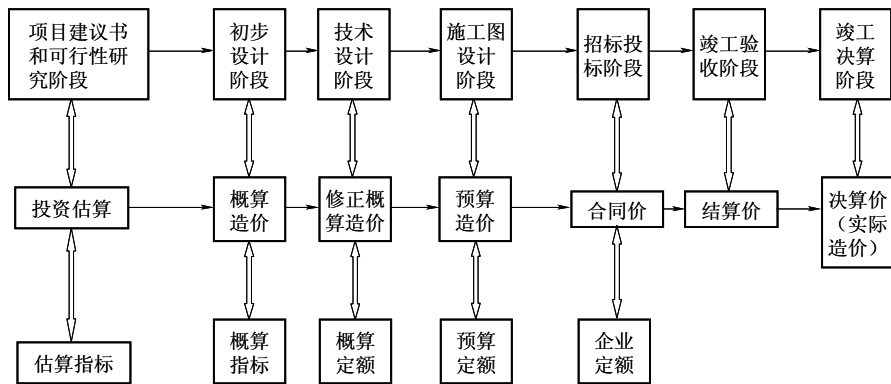 项目建议书
和可行性研
究阶段
初步
设计
阶段
技术
设计
阶段
施工图
设计
阶段
招标投
标阶段
竣工验
收阶段
竣工
决算
阶段
投资估算
概算
造价
修正概
算造价
预算
造价
合同价
结算价
决算价
（实际
造价）
估算指标
概算
指标
概算
定额
预算
定额
企业
定额